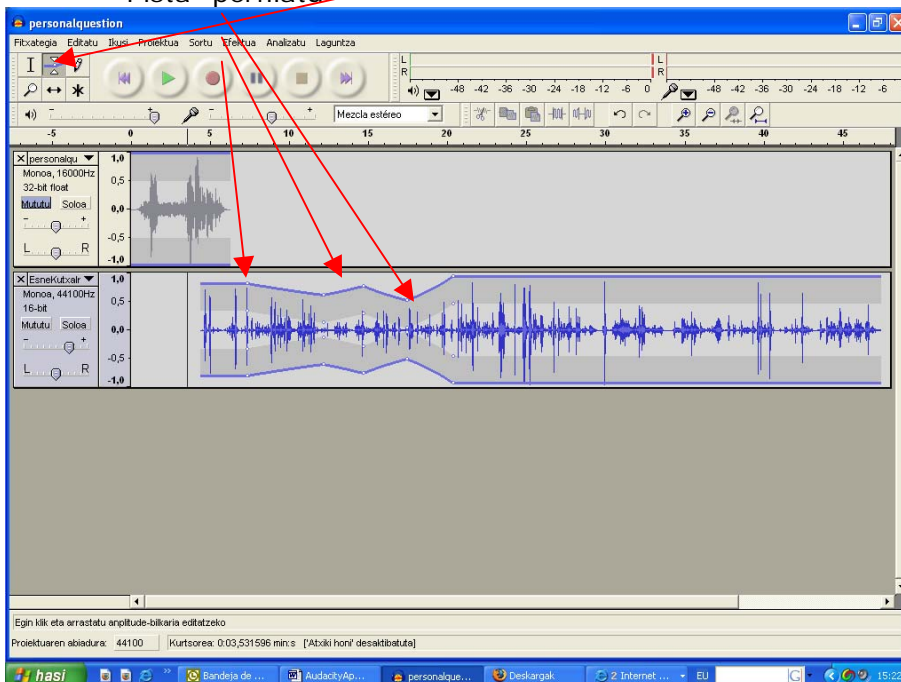 personalquestion
Fitxategia Editatu Ikusi Proiektua Sortu Efektua Analizatu Laguntza
L
R
-48 -42 -36 -30 -24 -18 -12 -6 0
L
R
-48 -42 -36 -30 -24 -18 -12 -6
Mezcla estéreo
-5 0 5 10 15 20 25 30 35 40 45
personalqu
Monoa, 16000Hz
32-bit float
Mututu Soloa
- +
L R
1,0
0,5
0,0
-0,5
-1,0
EsneKutxaIr
Monoa, 44100Hz
16-bit
Mututu Soloa
- +
L R
1,0
0,5
0,0
-0,5
-1,0
Egin klik eta arrastatu anplitude-bilkaria editatzeko
Proiektuaren abiadura: 44100 Kurtsorea: 0:03,531596 min:s ['Atxiki honi' desaktibatuta]
hasi Bandeja de ... AudacityAp... personalque... Deskargak 2 Internet ... EU 15:22